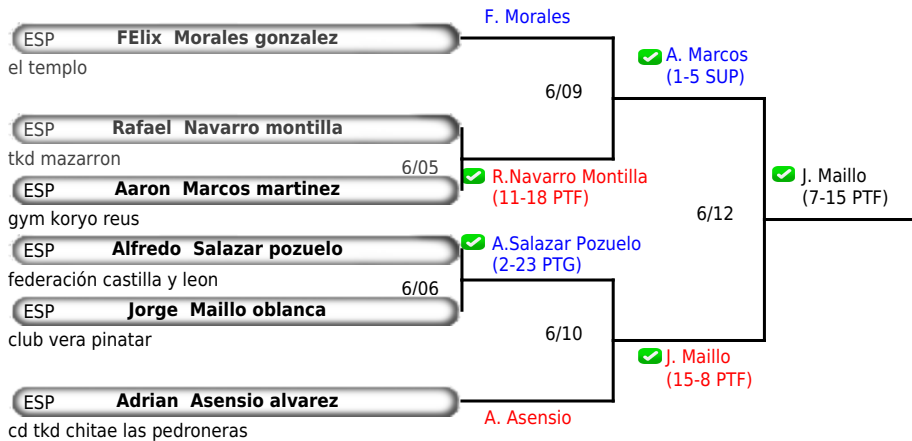 F. Morales
ESP FElix Morales gonzalez
el templo
A. Marcos
(1-5 SUP)
6/09
ESP Rafael Navarro montilla
tkd mazarron
6/05
R.Navarro Montilla
(11-18 PTF)
ESP Aaron Marcos martinez
gym koryo reus
J. Maillo
(7-15 PTF)
6/12
ESP Alfredo Salazar pozuelo
federación castilla y leon
A.Salazar Pozuelo
(2-23 PTG)
6/06
ESP Jorge Maillo oblanca
club vera pinatar
6/10
J. Maillo
(15-8 PTF)
ESP Adrian Asensio alvarez
cd tkd chitae las pedroneras
A. Asensio